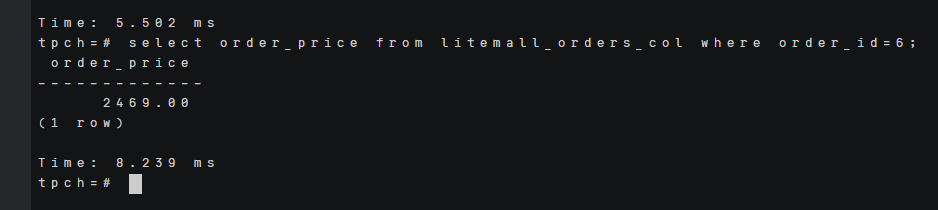 Time: 5.502 ms
tpch=# select order_price from litemall_orders_col where order_id=6;
 order_price
-------------
     2469.00
(1 row)
Time: 8.239 ms
tpch=#